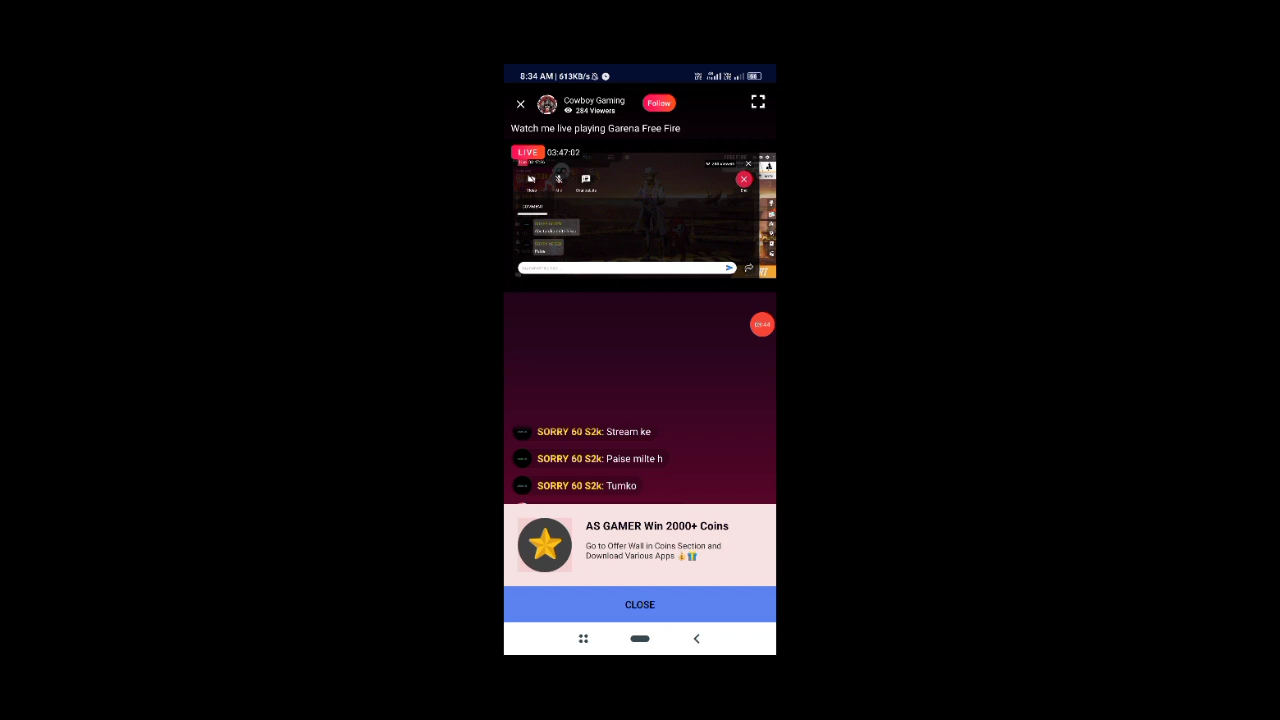 8:34 AM | 613KB/s
Cowboy Gaming
284 Viewers
Follow
Watch me live playing Garena Free Fire
LIVE 03:47:02
COMMENT
SORRY 60 S2k: Stream ke
SORRY 60 S2k: Paise milte h
SORRY 60 S2k: Tumko
AS GAMER Win 2000+ Coins
Go to Offer Wall in Coins Section and
Download Various Apps 💰🎁
CLOSE